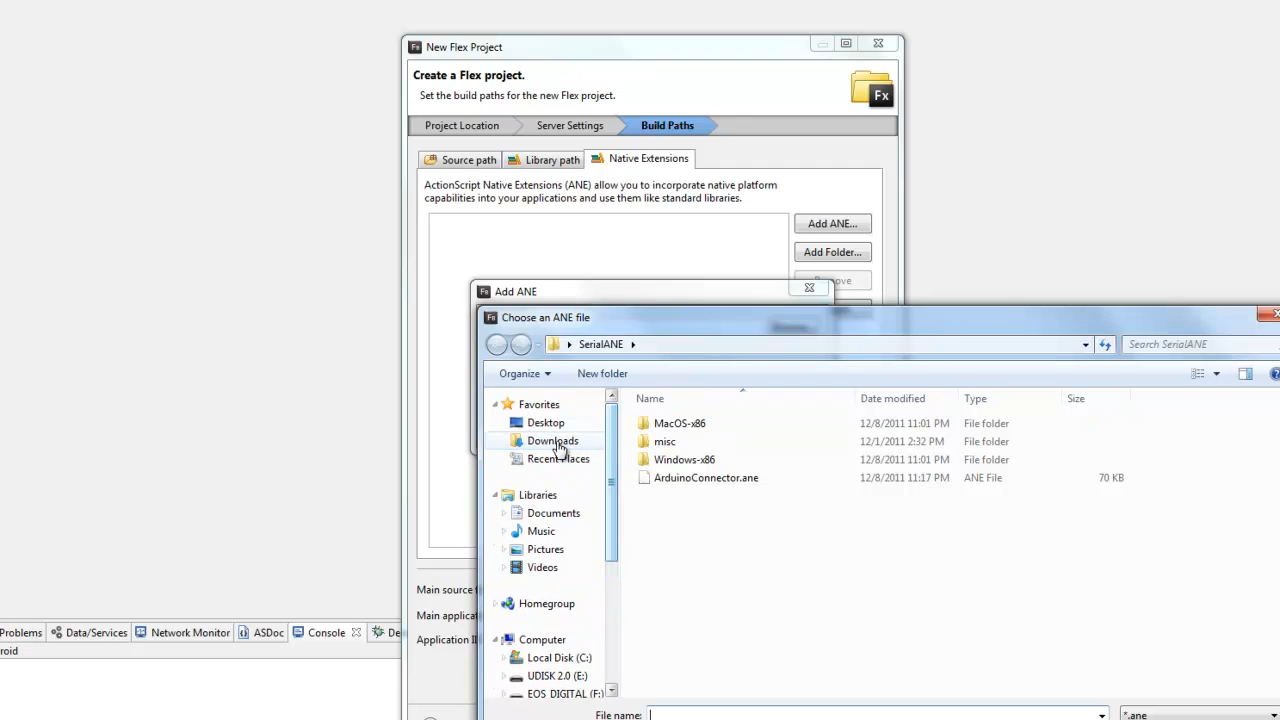 New Flex Project
Create a Flex project.
Set the build paths for the new Flex project.
Fx
Project Location
Server Settings
Build Paths
Source path
Library path
Native Extensions
ActionScript Native Extensions (ANE) allow you to incorporate native platform
capabilities into your applications and use them like standard libraries.
Add ANE...
Add Folder...
Add ANE
Choose an ANE file
SerialANE
Search SerialANE
Organize
New folder
Name
Date modified
Type
Size
Favorites
Desktop
Downloads
Recent Places
Libraries
Documents
Music
Pictures
Videos
Homegroup
Computer
Local Disk (C:)
UDISK 2.0 (E:)
EOS_DIGITAL (F:)
MacOS-x86
12/8/2011 11:01 PM
File folder
misc
12/1/2011 2:32 PM
File folder
Windows-x86
12/8/2011 11:01 PM
File folder
ArduinoConnector.ane
12/8/2011 11:17 PM
ANE File
70 KB
File name:
*.ane
Main source
Main applica
Application I
Problems
Data/Services
Network Monitor
ASDoc
Console
De
roid